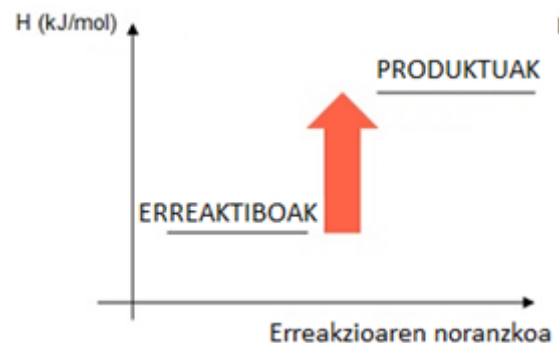 H (kJ/mol)
PRODUKTUAK
ERREAKTIBOAK
Erreakzioaren noranzkoa